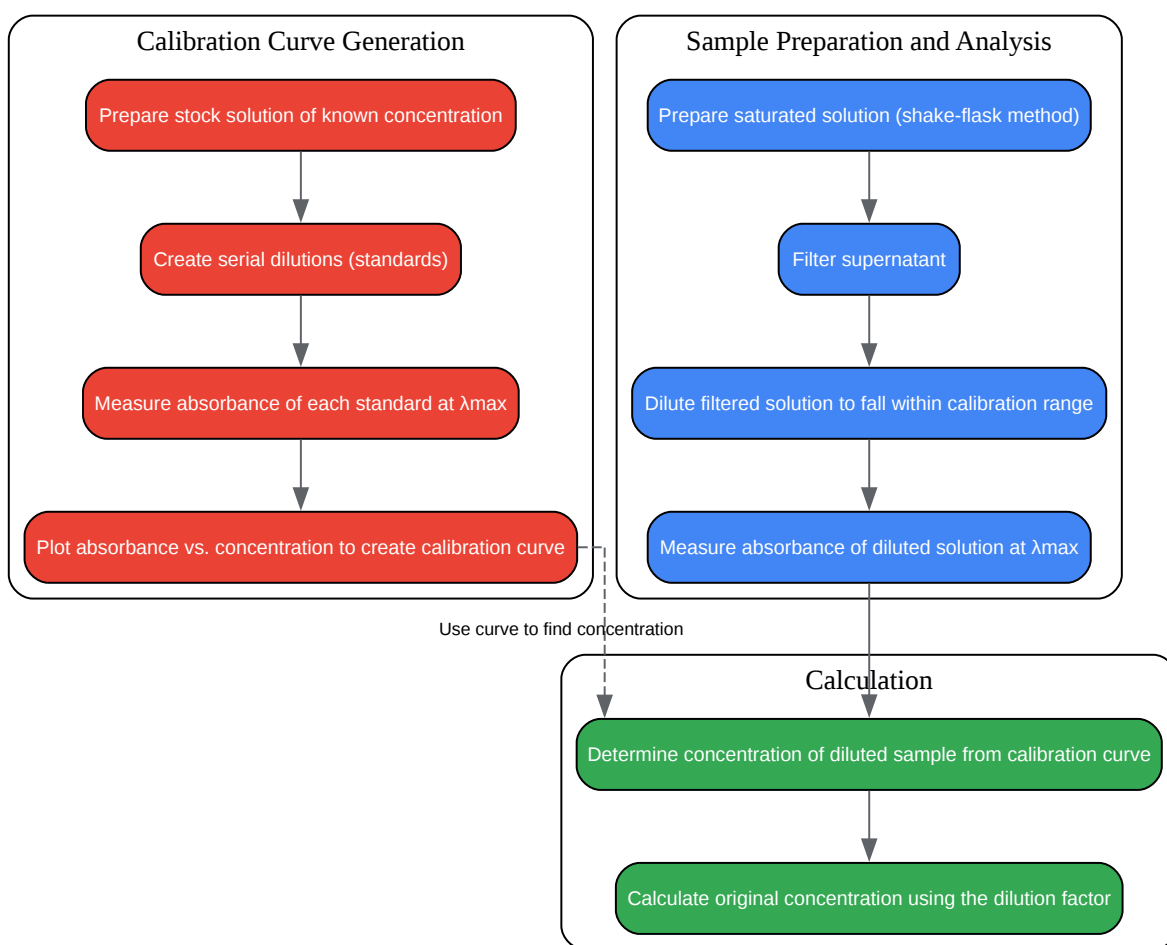 Calibration Curve Generation
Prepare stock solution of known concentration
Create serial dilutions (standards)
Measure absorbance of each standard at λmax
Plot absorbance vs. concentration to create calibration curve
Sample Preparation and Analysis
Prepare saturated solution (shake-flask method)
Filter supernatant
Dilute filtered solution to fall within calibration range
Measure absorbance of diluted solution at λmax
Use curve to find concentration
Calculation
Determine concentration of diluted sample from calibration curve
Calculate original concentration using the dilution factor